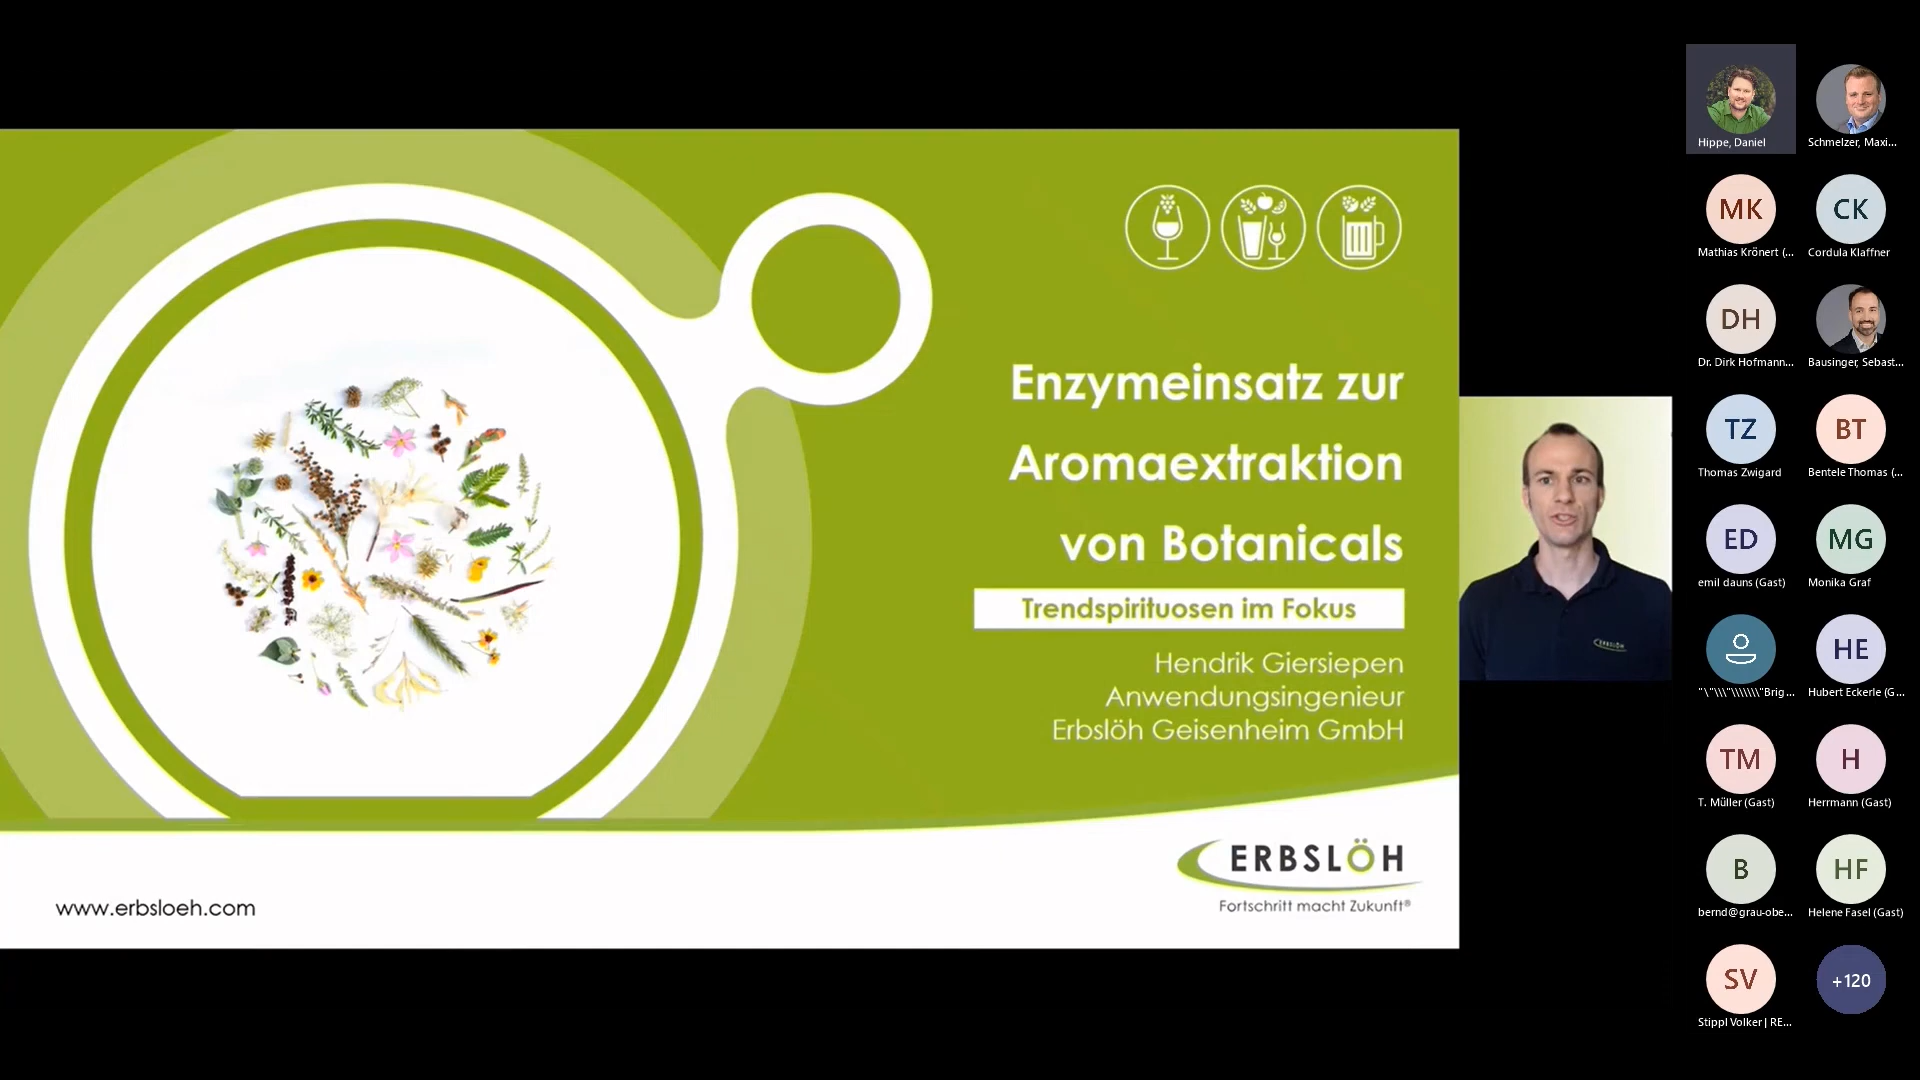 Enzymeinsatz zur
Aromaextraktion
von Botanicals
Trendspirituosen im Fokus
Hendrik Giersiepen
Anwendungsingenieur
Erbslöh Geisenheim GmbH
ERBSLÖH
Fortschritt macht Zukunft®
www.erbsloeh.com
ERBSLÖH
Hippe, Daniel
Schmelzer, Maxi...
MK
CK
Mathias Krönert (...
Cordula Klaffner
DH
Dr. Dirk Hofmann...
Bausinger, Sebast...
TZ
BT
Thomas Zwigard
Bentele Thomas (...
ED
MG
emil dauns (Gast)
Monika Graf
HE
"\"\\\"\\\\\\\"Brig...
Hubert Eckerle (G...
TM
H
T. Müller (Gast)
Herrmann (Gast)
B
HF
bernd@grau-obe...
Helene Fasel (Gast)
SV
+120
Stippl Volker | RE...